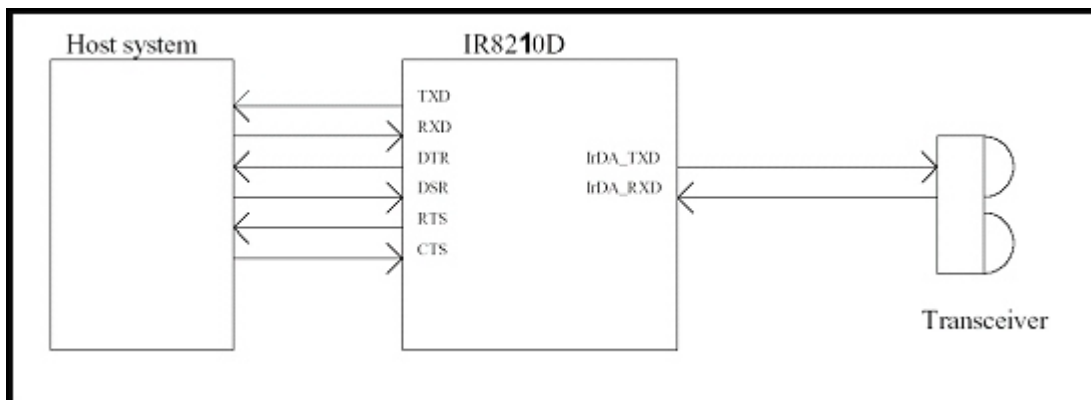 Host system
IR8210D
TXD
RXD
DTR
IrDA_TXD
DSR
IrDA_RXD
RTS
CTS
Transceiver